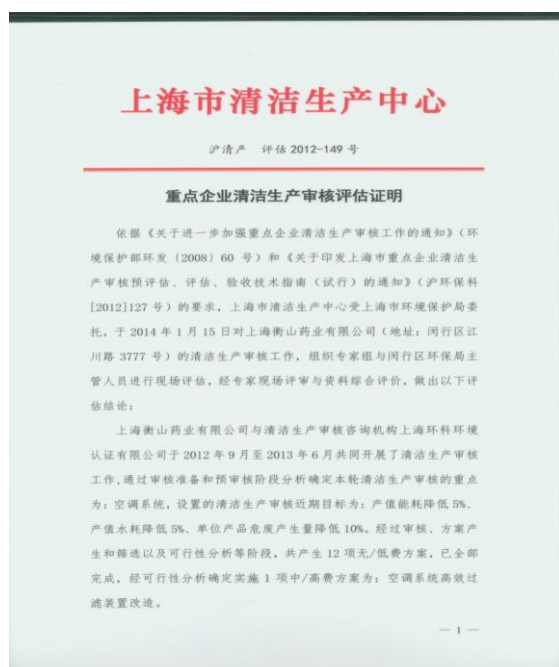 上海市清洁生产中心
沪清产 评估 2012-149 号
重点企业清洁生产审核评估证明
依据《关于进一步加强重点企业清洁生产审核工作的通知》(环
境保护部环发〔2008〕60 号)和《关于印发上海市重点企业清洁生
产审核预评估、评估、验收技术指南(试行)的通知》(沪环保科
[2012]127 号)的要求，上海市清洁生产中心受上海市环境保护局委
托，于 2014 年 1 月 15 日对上海衡山药业有限公司(地址：闵行区江
川路 3777 号)的清洁生产审核工作，组织专家组与闵行区环保局主
管人员进行现场评估，经专家现场评审与资料综合评价，做出以下评
估结论：
上海衡山药业有限公司与清洁生产审核咨询机构上海环科环境
认证有限公司于 2012 年 9 月至 2013 年 6 月共同开展了清洁生产审核
工作,通过审核准备和预审核阶段分析确定本轮清洁生产审核的重点
为：空调系统，设置的清洁生产审核近期目标为：产值能耗降低 5%、
产值水耗降低 5%、单位产品危废产生量降低 10%。经过审核、方案产
生和筛选以及可行性分析等阶段，共产生 12 项无/低费方案，已全部
完成，经可行性分析确定实施 1 项中/高费方案为：空调系统高效过
滤装置改造。
— 1 —